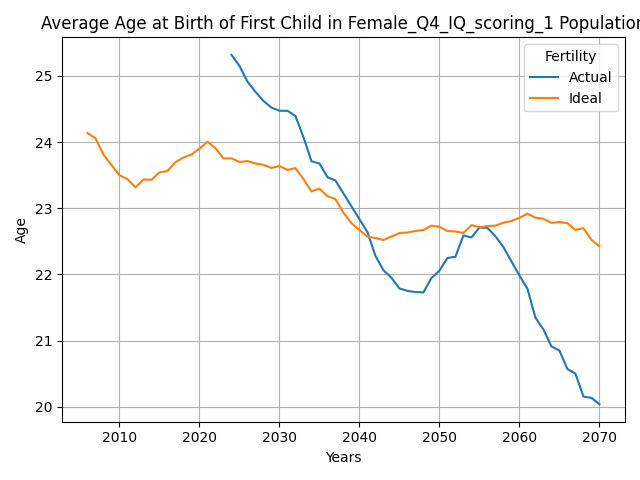 Average Age at Birth of First Child in Female_Q4_IQ_scoring_1 Population
Fertility
Actual
Ideal
Age
25
24
23
22
21
20
2010 2020 2030 2040 2050 2060 2070
Years